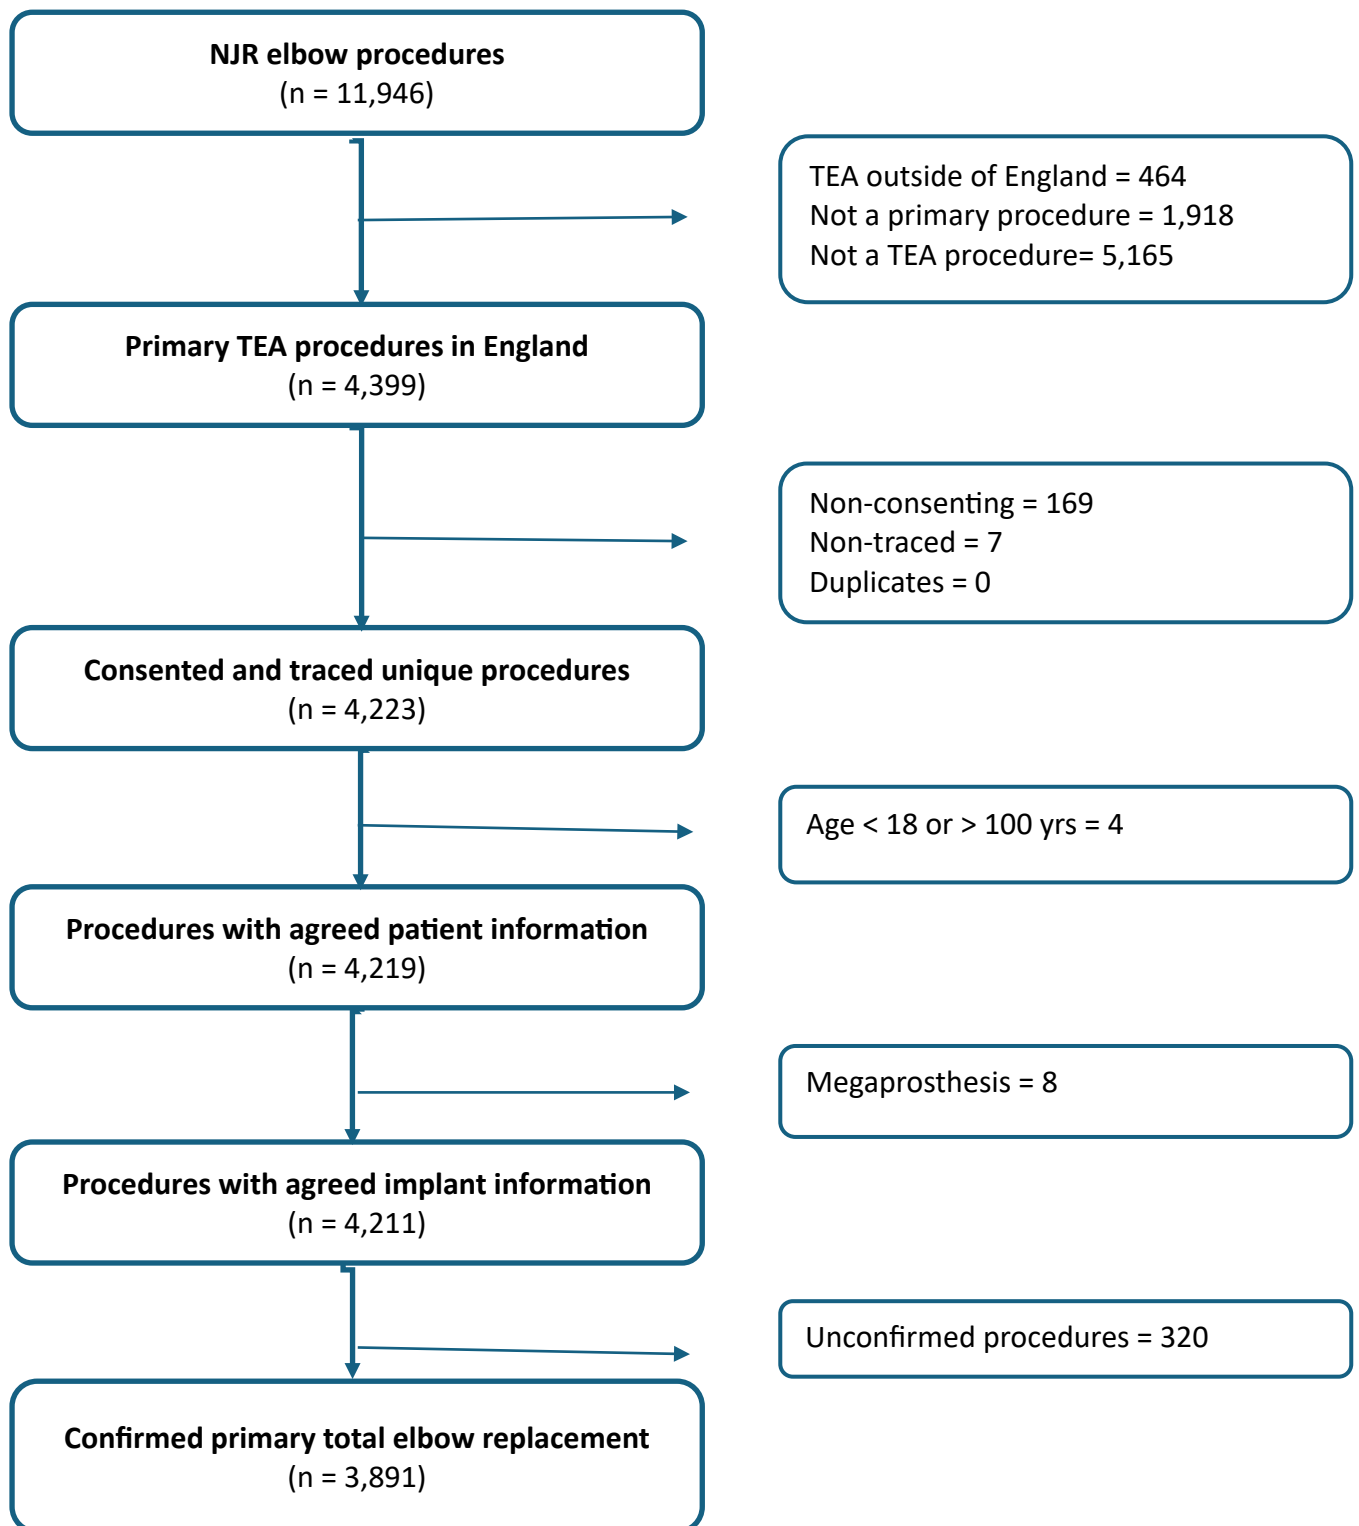 NJR elbow procedures
(n = 11,946)
TEA outside of England = 464
Not a primary procedure = 1,918
Not a TEA procedure= 5,165
Primary TEA procedures in England
(n = 4,399)
Non-consenting = 169
Non-traced = 7
Duplicates = 0
Consented and traced unique procedures
(n = 4,223)
Age < 18 or > 100 yrs = 4
Procedures with agreed patient information
(n = 4,219)
Megaprosthesis = 8
Procedures with agreed implant information
(n = 4,211)
Unconfirmed procedures = 320
Confirmed primary total elbow replacement
(n = 3,891)